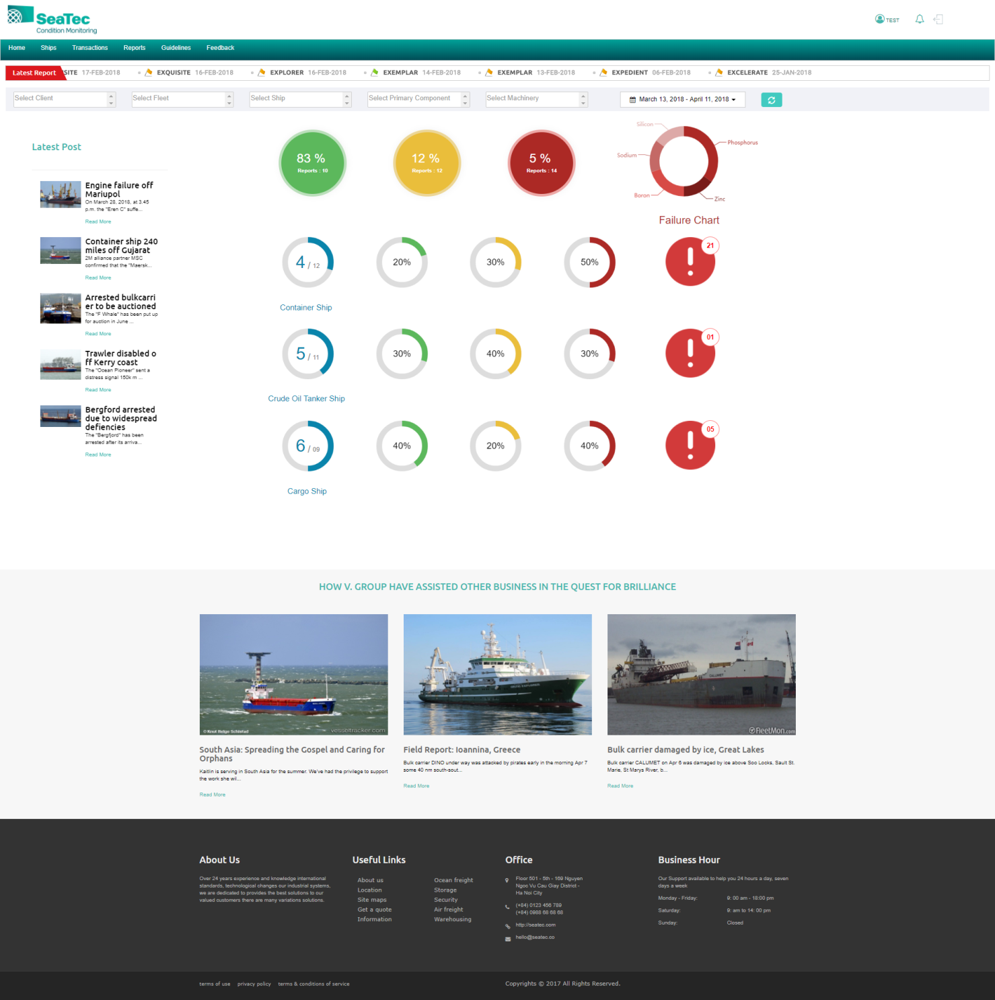 SeaTec
Condition Monitoring
TEST
Home Ships Transactions Reports Guidelines Feedback
Latest Report SITE 17-FEB-2018 EXQUISITE 16-FEB-2018 EXPLORER 16-FEB-2018 EXEMPLAR 14-FEB-2018 EXEMPLAR 13-FEB-2018 EXPEDIENT 06-FEB-2018 EXCELERATE 25-JAN-2018
Select Client Select Fleet Select Ship Select Primary Component Select Machinery March 13, 2018 - April 11, 2018
Latest Post
Engine failure off
Mariupol
On March 28, 2018, at 3.45
p.m. the "Eren C" suffe...
Read More
Container ship 240
miles off Gujarat
2M alliance partner MSC
confirmed that the "Maersk...
Read More
Arrested bulkcarri
er to be auctioned
The "F Whale" has been put up
for auction in June ...
Read More
Trawler disabled o
ff Kerry coast
The "Ocean Pioneer" sent a
distress signal 150k m ...
Read More
Bergford arrested
due to widespread
defiencies
The "Bergfjord" has been
arrested after its arriva...
Read More
83 %
Reports : 10
12 %
Reports : 12
5 %
Reports : 14
Silicon
Phosphorus
Sodium
Boron
Zinc
Failure Chart
4 / 12 20% 30% 50% 21
Container Ship
5 / 11 30% 40% 30% 01
Crude Oil Tanker Ship
6 / 09 40% 20% 40% 05
Cargo Ship
HOW V. GROUP HAVE ASSISTED OTHER BUSINESS IN THE QUEST FOR BRILLIANCE
© Knut Helge Schistad
vesseltracker.com
CALUMET
FleetMon.com
South Asia: Spreading the Gospel and Caring for
Orphans
Kaitlin is serving in South Asia for the summer. We've had the privilege to support
the work she wil...
Read More
Field Report: Ioannina, Greece
Bulk carrier DINO under way was attacked by pirates early in the morning Apr 7
some 40 nm south-sout...
Read More
Bulk carrier damaged by ice, Great Lakes
Bulk carrier CALUMET on Apr 6 was damaged by ice above Soo Locks, Sault St.
Marie, St Marys River, b...
Read More
About Us
Over 24 years experience and knowledge international
standards, technological changes our industrial systems,
we are dedicated to provides the best solutions to our
valued customers there are many variations solutions.
Useful Links
About us
Location
Site maps
Get a quote
Information
Ocean freight
Storage
Security
Air freight
Warehousing
Office
Floor 501 - 5th - 169 Nguyen
Ngoc Vu Cau Giay District -
Ha Noi City
(+84) 0123 456 789
(+84) 0988 68 68 68
http://seatec.com
hello@seatec.co
Business Hour
Our Support available to help you 24 hours a day, seven
days a week
Monday - Friday: 9: 00 am - 18:00 pm
Saturday: 9: am to 14: 00 pm
Sunday: Closed
terms of use privacy policy terms & conditions of service
Copyrights © 2017 All Rights Reserved.